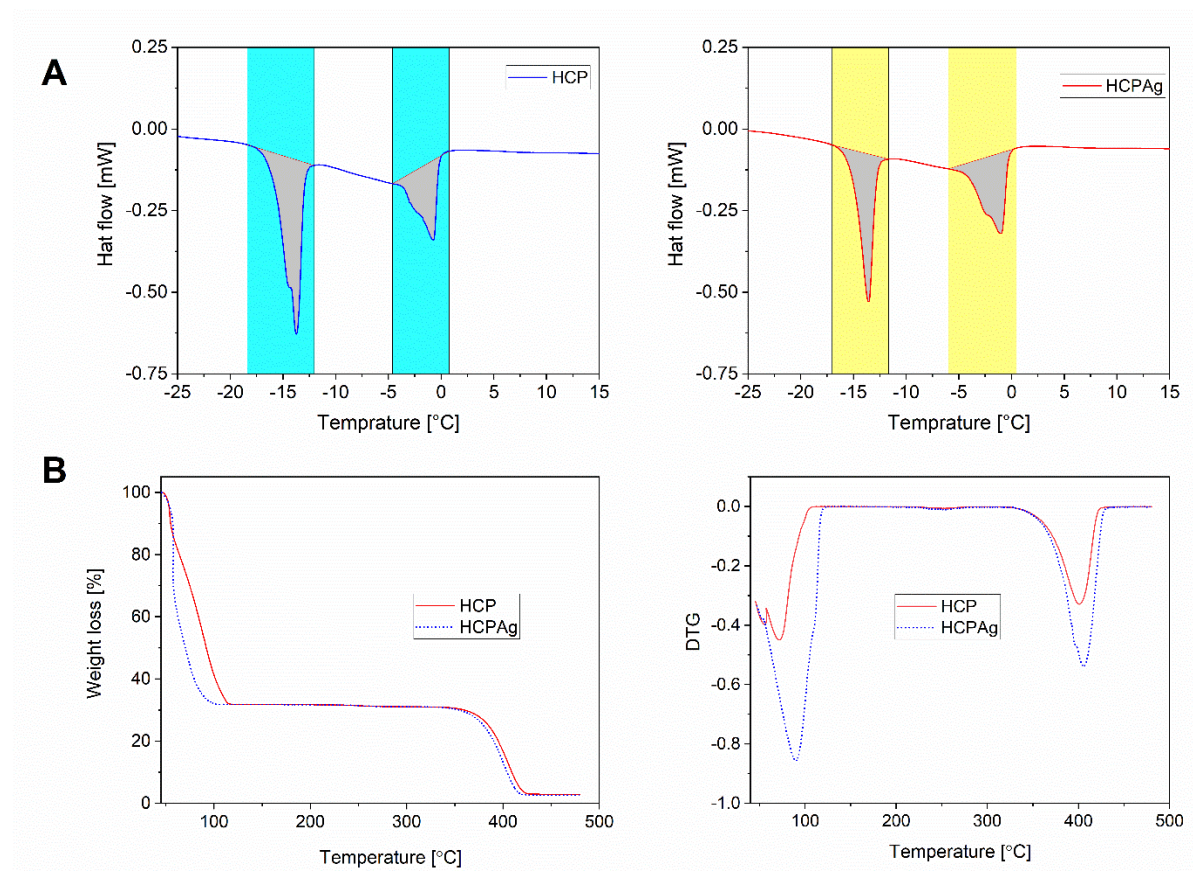 A
0.25
0.00
-0.25
-0.50
-0.75
Hat flow [mW]
HCP
-25 -20 -15 -10 -5 0 5 10 15
Temprature [°C]
0.25
0.00
-0.25
-0.50
-0.75
Hat flow [mW]
HCPAg
-25 -20 -15 -10 -5 0 5 10 15
Temprature [°C]
B
100
80
60
40
20
0
Weight loss [%]
HCP
HCPAg
100 200 300 400 500
Temperature [°C]
0.0
-0.2
-0.4
-0.6
-0.8
-1.0
DTG
HCP
HCPAg
100 200 300 400 500
Temperature [°C]